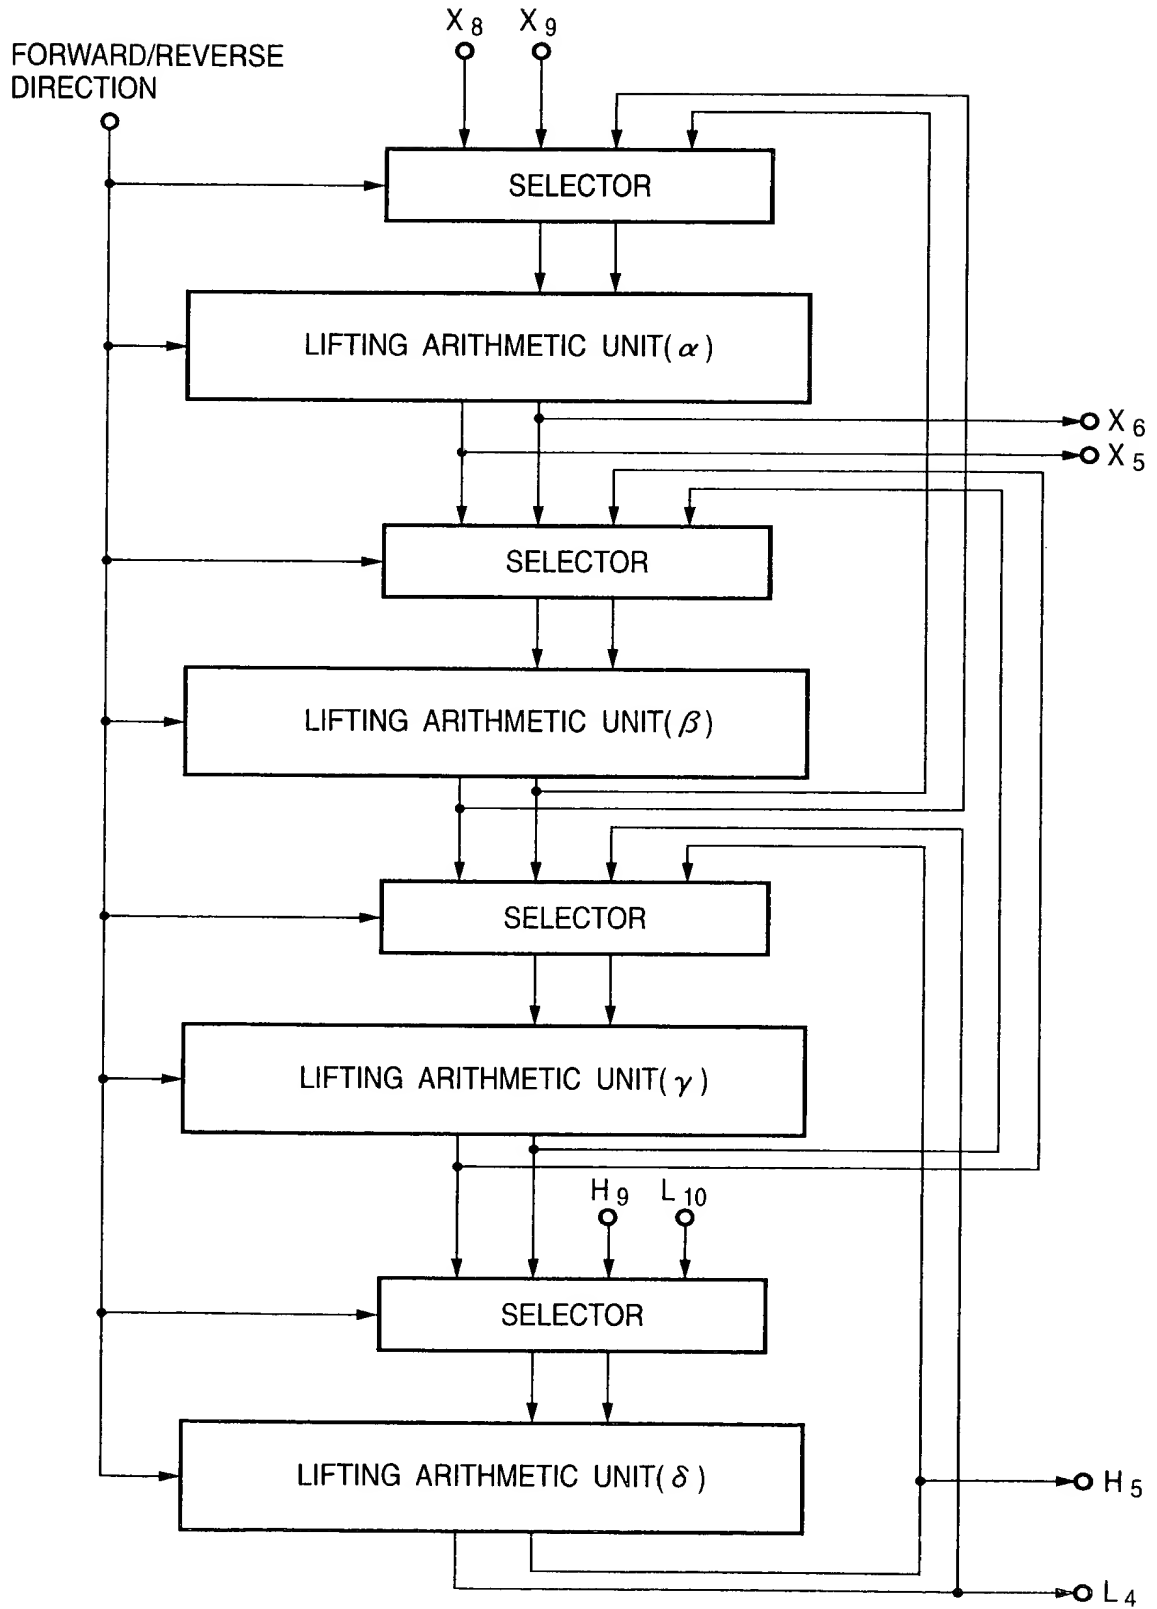 X8 X9
FORWARD/REVERSE
DIRECTION
SELECTOR
LIFTING ARITHMETIC UNIT(α)
X6
X5
SELECTOR
LIFTING ARITHMETIC UNIT(β)
SELECTOR
LIFTING ARITHMETIC UNIT(γ)
H9 L10
SELECTOR
LIFTING ARITHMETIC UNIT(δ)
H5
L4